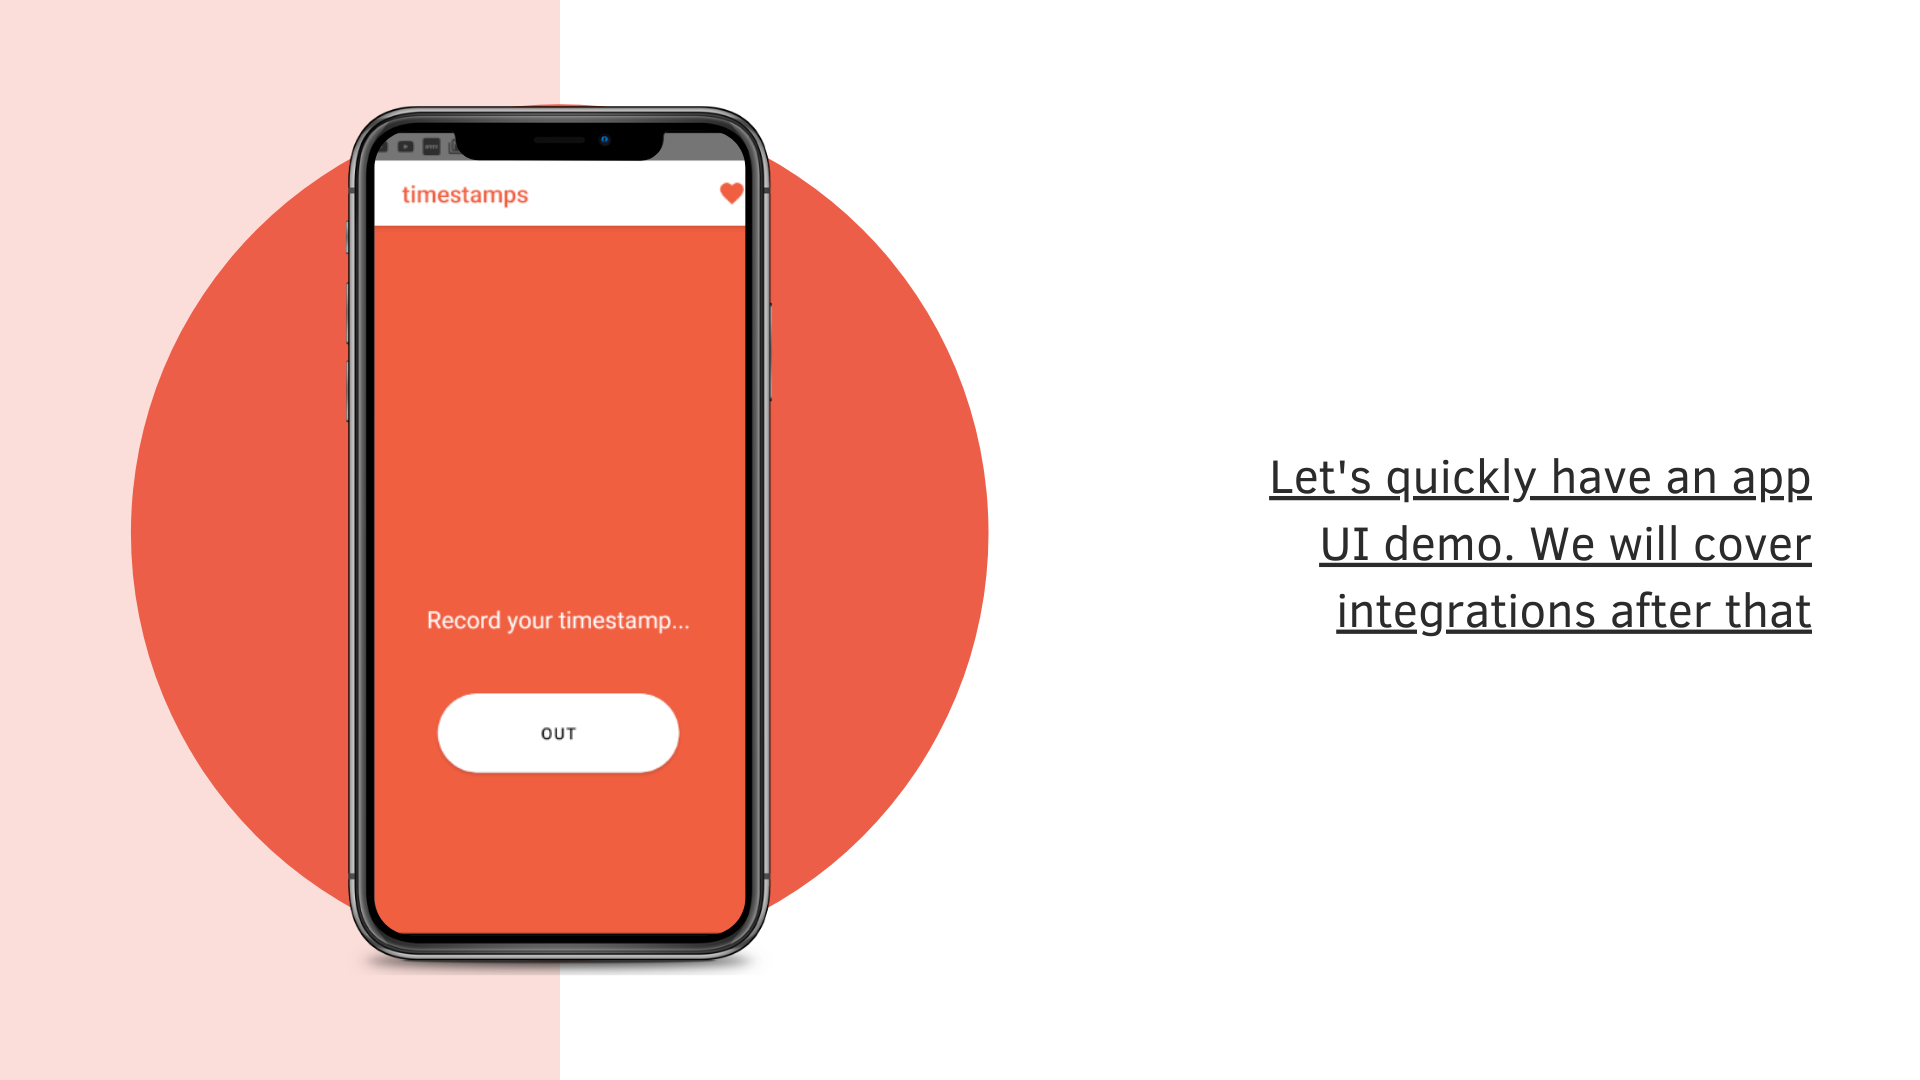 timestamps
Record your timestamp...
OUT
Let's quickly have an app
UI demo. We will cover
integrations after that